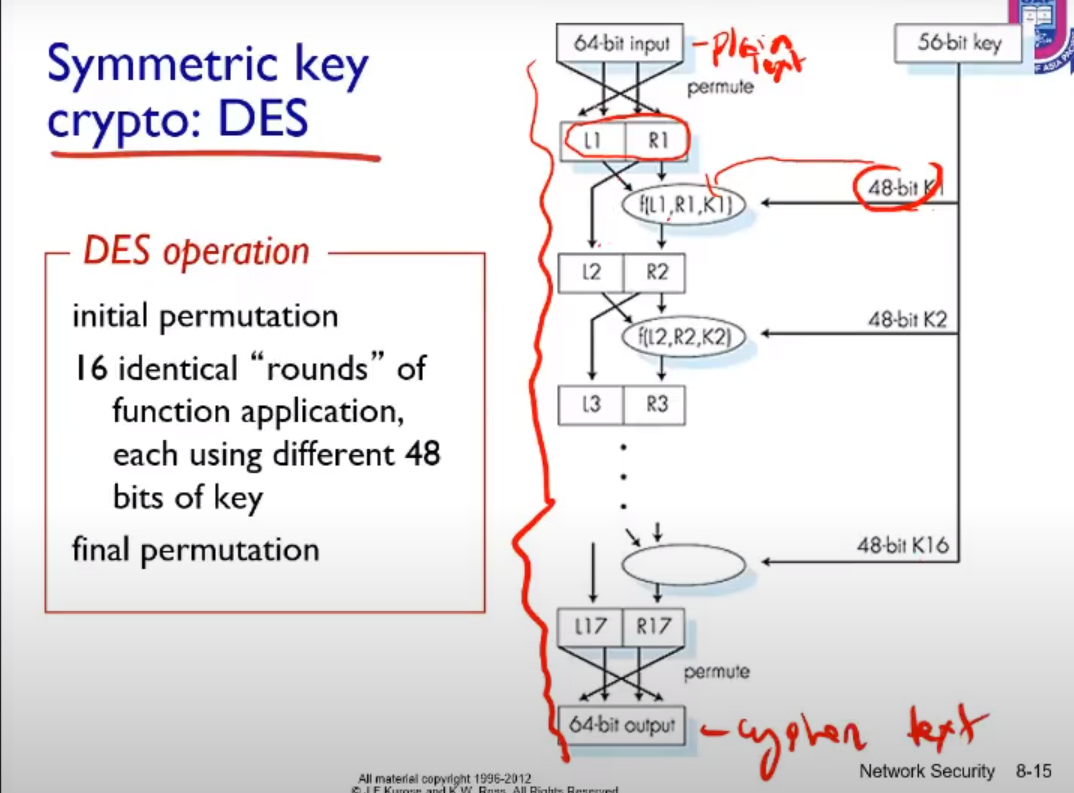 Symmetric key
crypto: DES
DES operation
initial permutation
16 identical “rounds” of
function application,
each using different 48
bits of key
final permutation
64-bit input
-plain
text
56-bit key
permute
L1 R1
48-bit K1
f(L1,R1,K1)
L2 R2
48-bit K2
f(L2,R2,K2)
L3 R3
48-bit K16
L17 R17
permute
64-bit output
-cypher text
All material copyright 1996-2012
© J.F Kurose and K.W. Ross, All Rights Reserved
Network Security 8-15